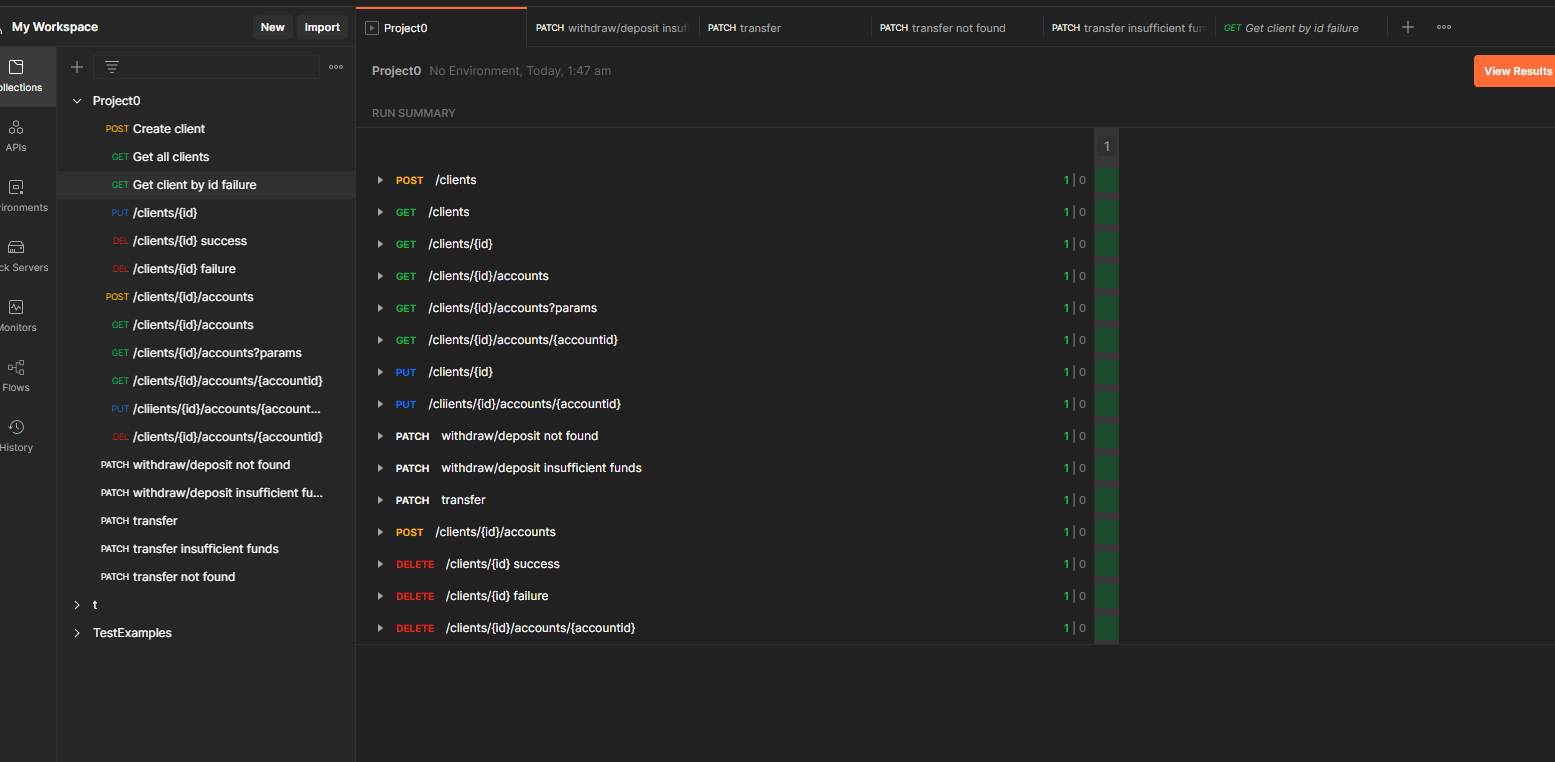 My Workspace
New
Import
ollections
APIs
ironments
ck Servers
Monitors
Flows
History
Project0
POST Create client
GET Get all clients
GET Get client by id failure
PUT /clients/{id}
DEL /clients/{id} success
DEL /clients/{id} failure
POST /clients/{id}/accounts
GET /clients/{id}/accounts
GET /clients/{id}/accounts?params
GET /clients/{id}/accounts/{accountid}
PUT /cliients/{id}/accounts/{account...
DEL /clients/{id}/accounts/{accountid}
PATCH withdraw/deposit not found
PATCH withdraw/deposit insufficient fu...
PATCH transfer
PATCH transfer insufficient funds
PATCH transfer not found
t
TestExamples
Project0
PATCH withdraw/deposit insuf
PATCH transfer
PATCH transfer not found
PATCH transfer insufficient fun
GET Get client by id failure
Project0 No Environment, Today, 1:47 am
View Results
RUN SUMMARY
1
POST /clients 1 | 0
GET /clients 1 | 0
GET /clients/{id} 1 | 0
GET /clients/{id}/accounts 1 | 0
GET /clients/{id}/accounts?params 1 | 0
GET /clients/{id}/accounts/{accountid} 1 | 0
PUT /clients/{id} 1 | 0
PUT /cliients/{id}/accounts/{accountid} 1 | 0
PATCH withdraw/deposit not found 1 | 0
PATCH withdraw/deposit insufficient funds 1 | 0
PATCH transfer 1 | 0
POST /clients/{id}/accounts 1 | 0
DELETE /clients/{id} success 1 | 0
DELETE /clients/{id} failure 1 | 0
DELETE /clients/{id}/accounts/{accountid} 1 | 0